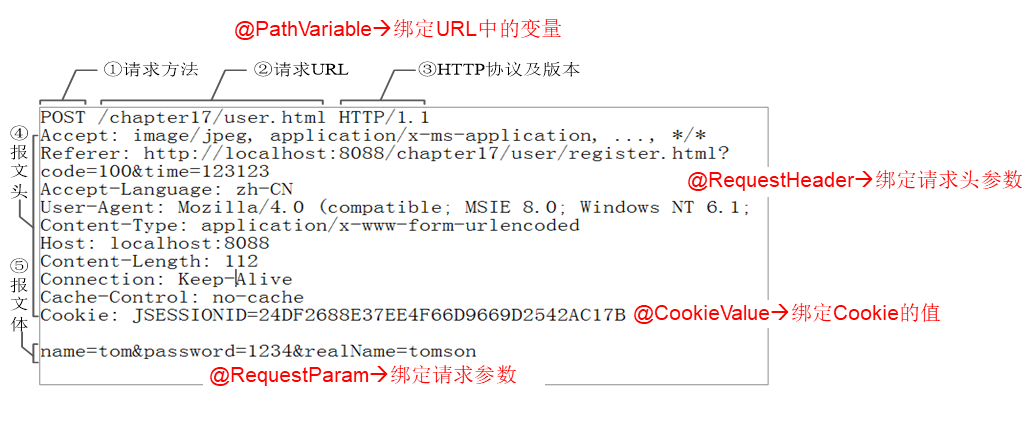 @PathVariable→绑定URL中的变量
①请求方法 ②请求URL ③HTTP协议及版本
POST /chapter17/user.html HTTP/1.1
④报文头
Accept: image/jpeg, application/x-ms-application, ..., */*
Referer: http://localhost:8088/chapter17/user/register.html?
code=100&time=123123
Accept-Language: zh-CN
@RequestHeader→绑定请求头参数
User-Agent: Mozilla/4.0 (compatible; MSIE 8.0; Windows NT 6.1;
Content-Type: application/x-www-form-urlencoded
Host: localhost:8088
Content-Length: 112
Connection: Keep-Alive
Cache-Control: no-cache
Cookie: JSESSIONID=24DF2688E37EE4F66D9669D2542AC17B
@CookieValue→绑定Cookie的值
⑤报文体
name=tom&password=1234&realName=tomson
@RequestParam→绑定请求参数